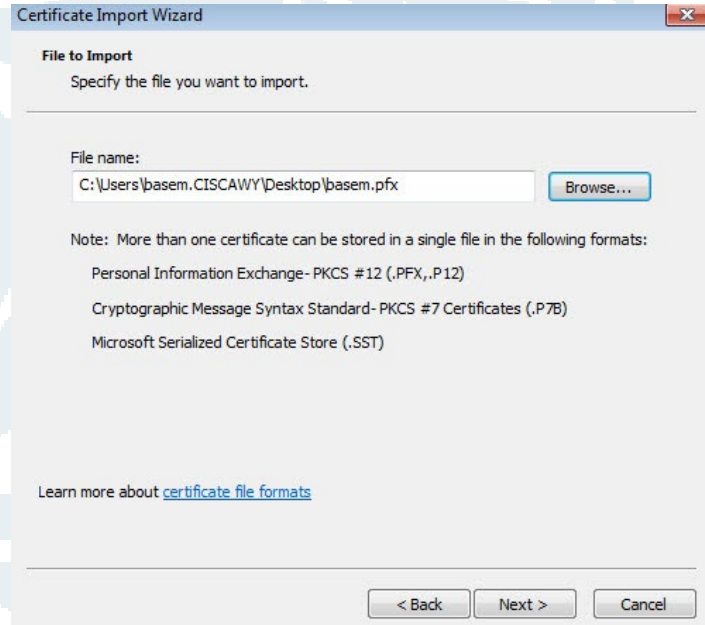 Certificate Import Wizard
File to Import
Specify the file you want to import.
File name:
C:\Users\basem.CISCAWY\Desktop\basem.pfx
Browse...
Note: More than one certificate can be stored in a single file in the following formats:
Personal Information Exchange- PKCS #12 (.PFX,.P12)
Cryptographic Message Syntax Standard- PKCS #7 Certificates (.P7B)
Microsoft Serialized Certificate Store (.SST)
Learn more about certificate file formats
< Back Next > Cancel